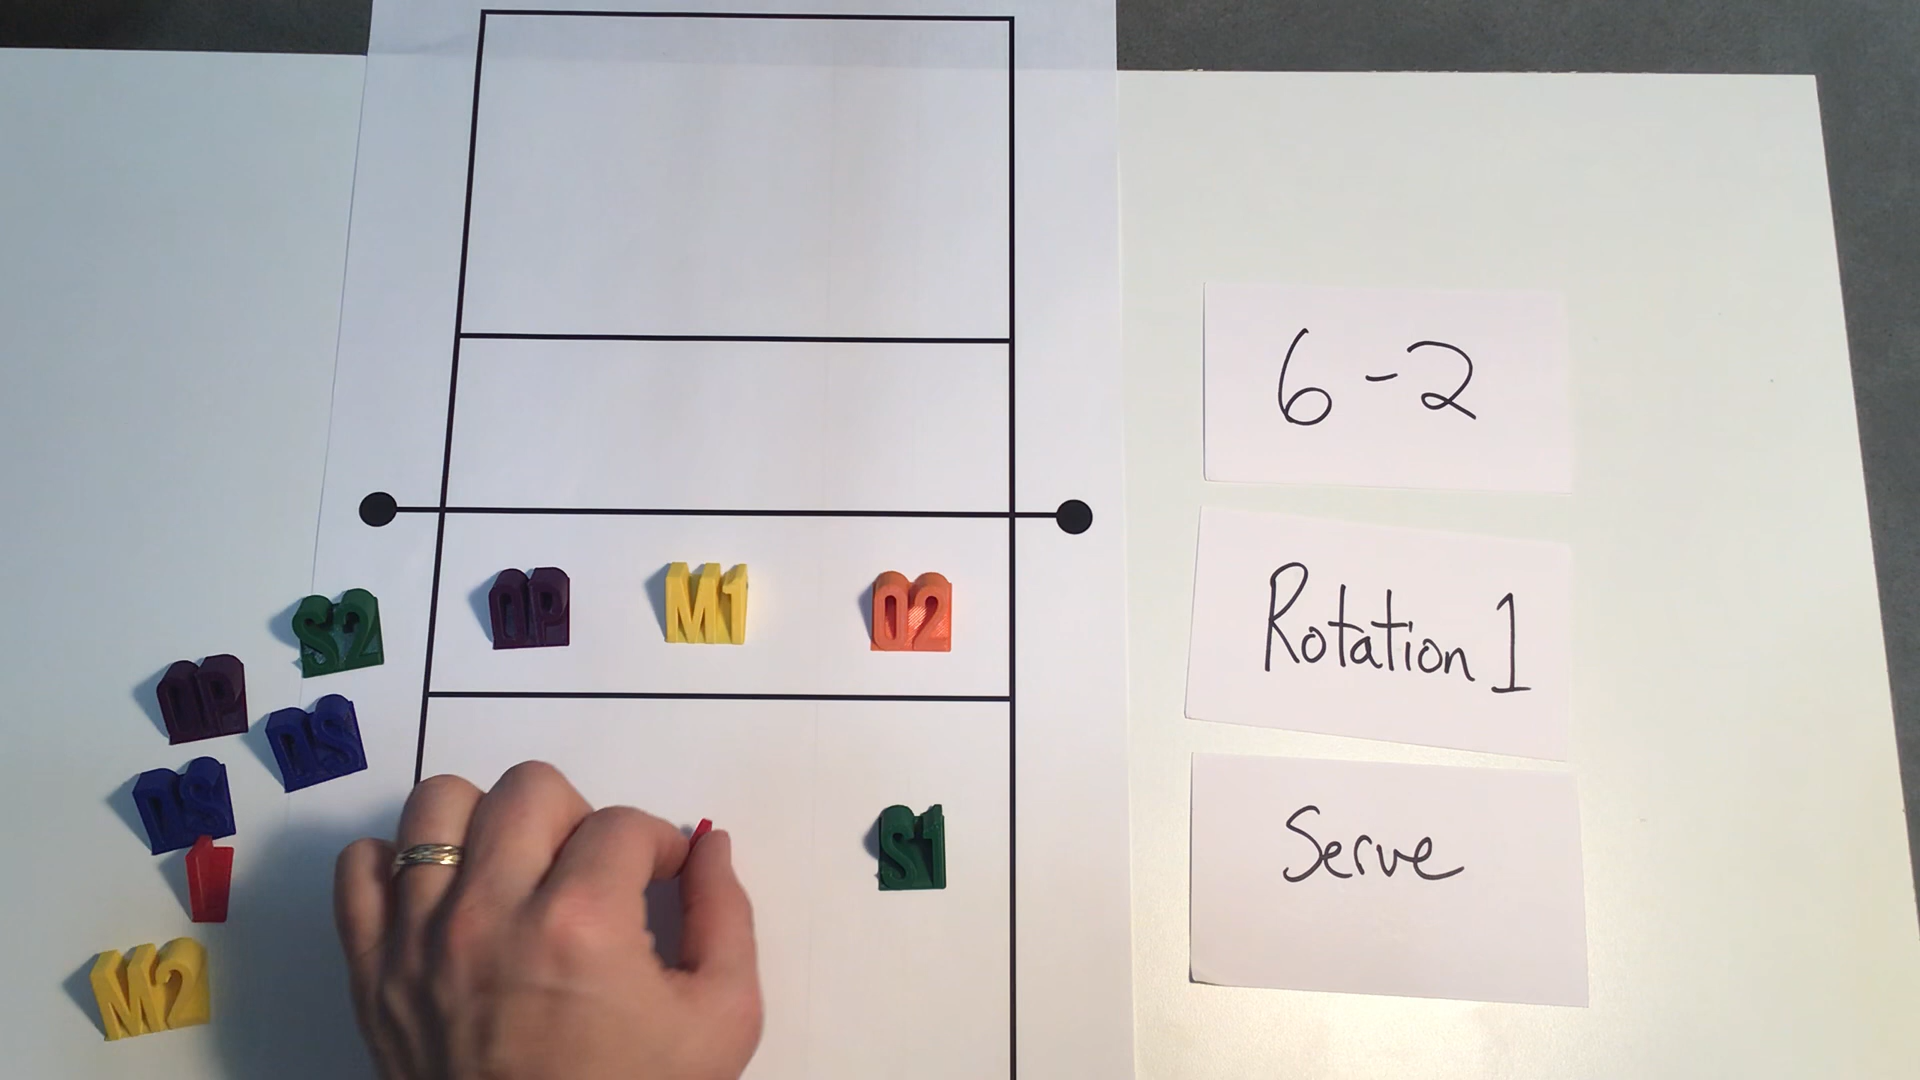 6-2
OP M1 O2
S2
Rotation 1
OP
DS
DS
S1
Serve
M2